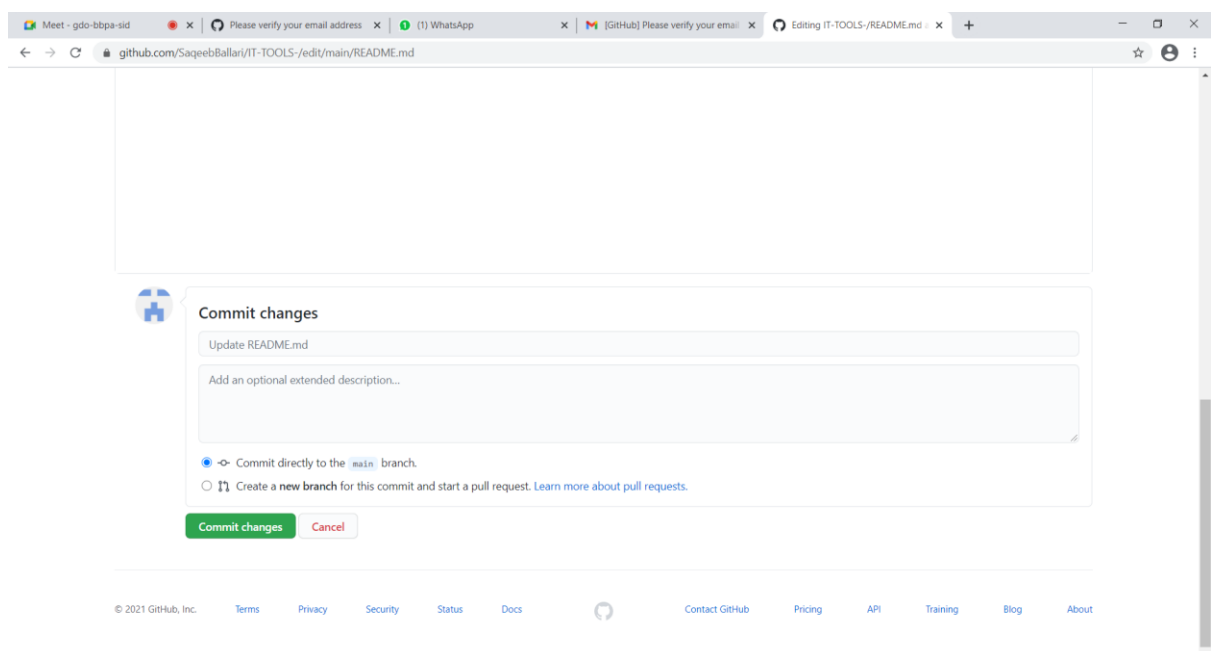 Meet - gdo-bbpa-sid
Please verify your email address
(1) WhatsApp
[GitHub] Please verify your email
Editing IT-TOOLS-/README.md
github.com/SaqeebBallari/IT-TOOLS-/edit/main/README.md
Commit changes
Update README.md
Add an optional extended description...
Commit directly to the main branch.
Create a new branch for this commit and start a pull request. Learn more about pull requests.
Commit changes Cancel
© 2021 GitHub, Inc. Terms Privacy Security Status Docs Contact GitHub Pricing API Training Blog About